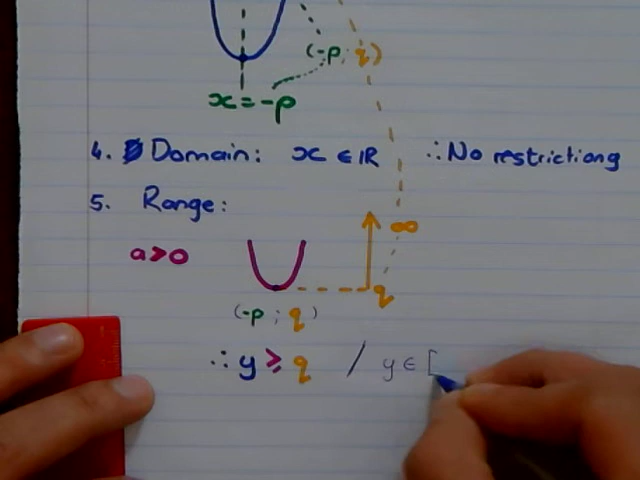 (-p ; q)
x = -p
4. Domain: x ∈ ℝ ∴ No restrictions
5. Range:
∞
a>0
q
(-p ; q)
∴ y ≥ q / y ∈ [